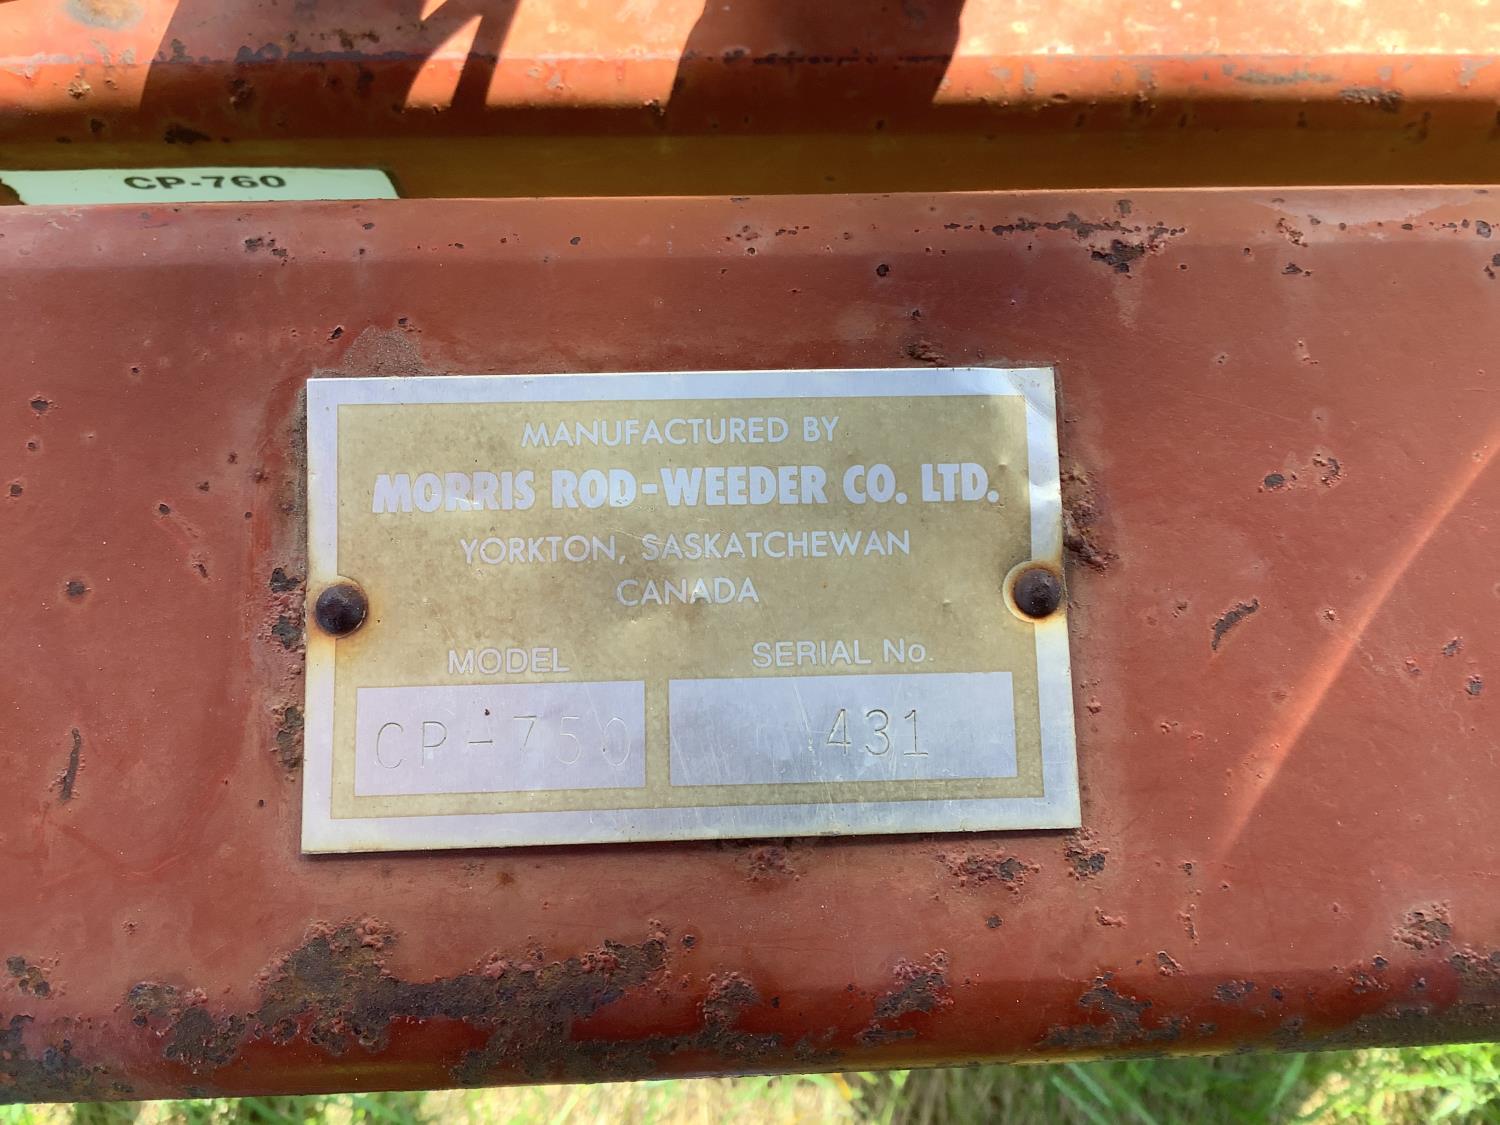 CP-760
MANUFACTURED BY
MORRIS ROD-WEEDER CO. LTD.
YORKTON, SASKATCHEWAN
CANADA
MODEL SERIAL No.
CP-750 431